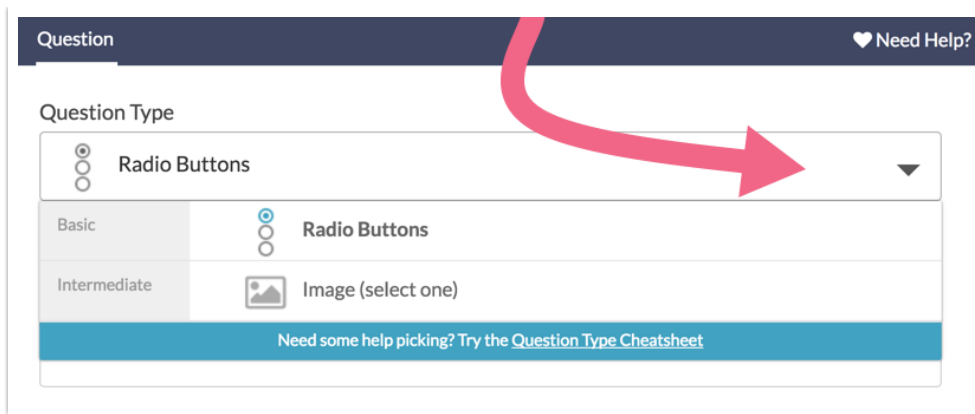 Question
Need Help?
Question Type
Radio Buttons
Basic
Radio Buttons
Intermediate
Image (select one)
Need some help picking? Try the Question Type Cheatsheet